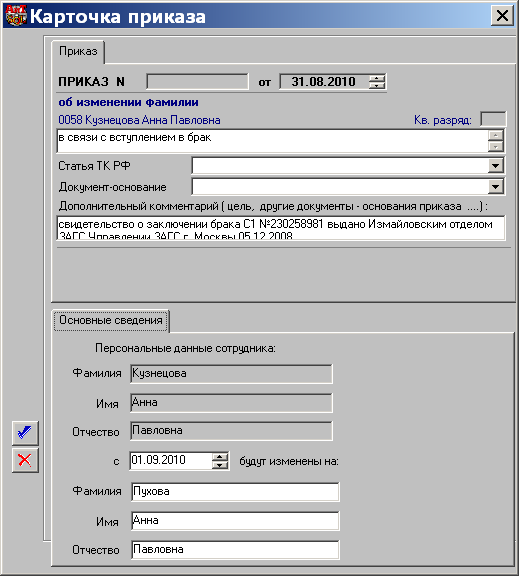 Карточка приказа
Приказ
ПРИКАЗ N от 31.08.2010
об изменении фамилии
0058 Кузнецова Анна Павловна Кв. разряд:
в связи с вступлением в брак
Статья ТК РФ
Документ-основание
Дополнительный комментарий ( цель, другие документы - основания приказа ....) :
свидетельство о заключении брака С1 №230258981 выдано Измайловским отделом
ЗАГС Управлении ЗАГС г. Москвы 05.12.2008
Основные сведения
Персональные данные сотрудника:
Фамилия Кузнецова
Имя Анна
Отчество Павловна
с 01.09.2010 будут изменены на:
Фамилия Пухова
Имя Анна
Отчество Павловна